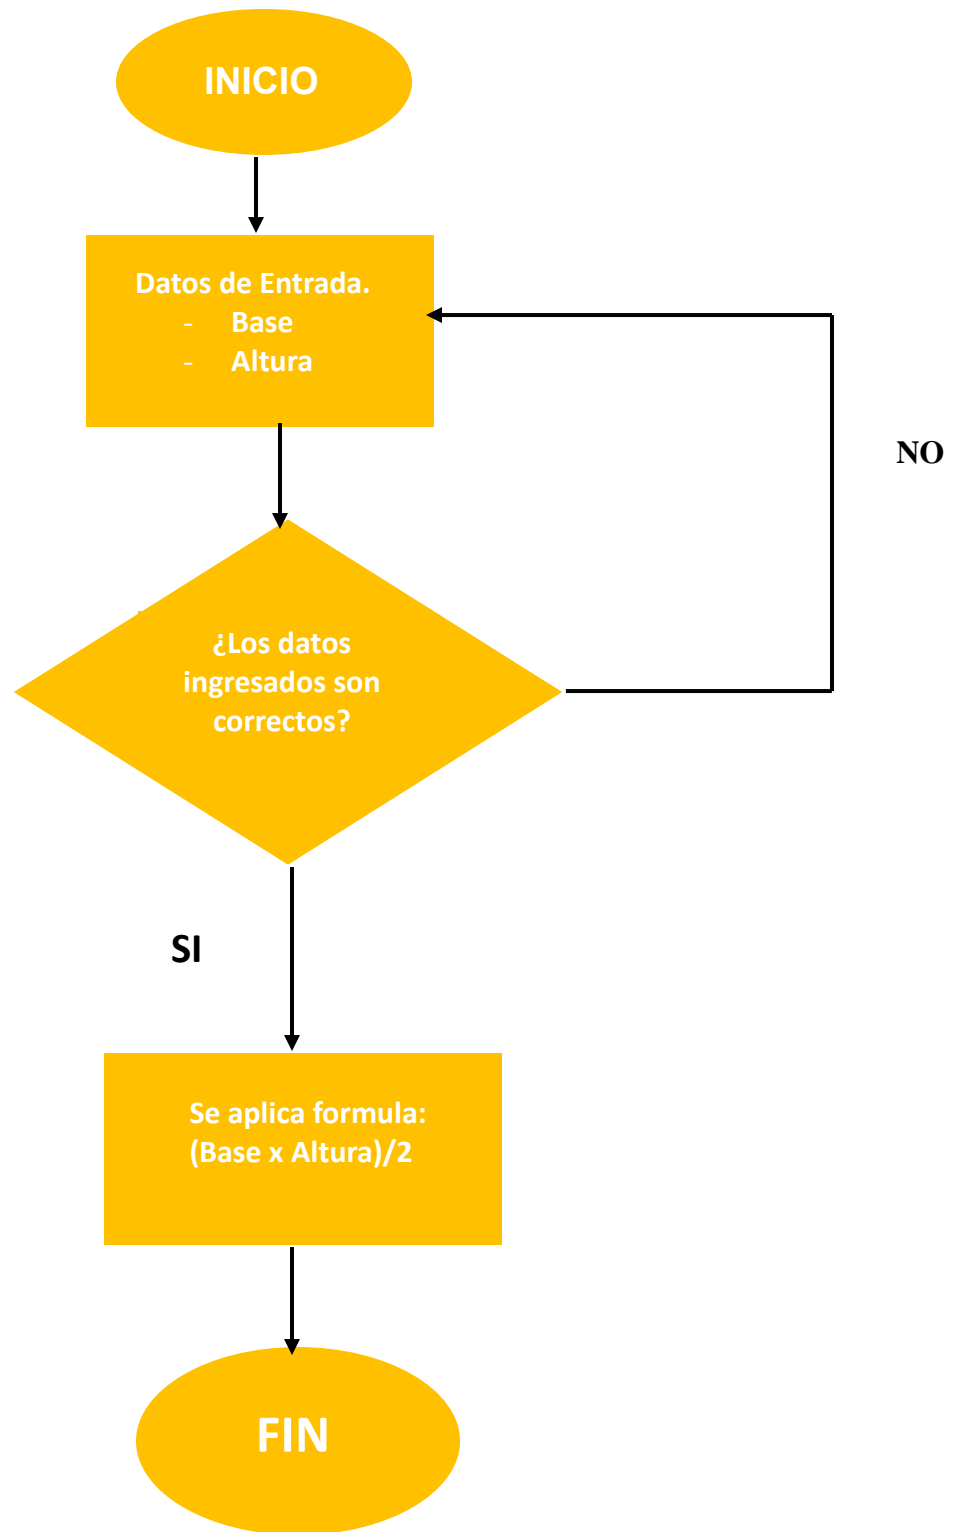 INICIO
Datos de Entrada.
- Base
- Altura
NO
¿Los datos
ingresados son
correctos?
SI
Se aplica formula:
(Base x Altura)/2
FIN